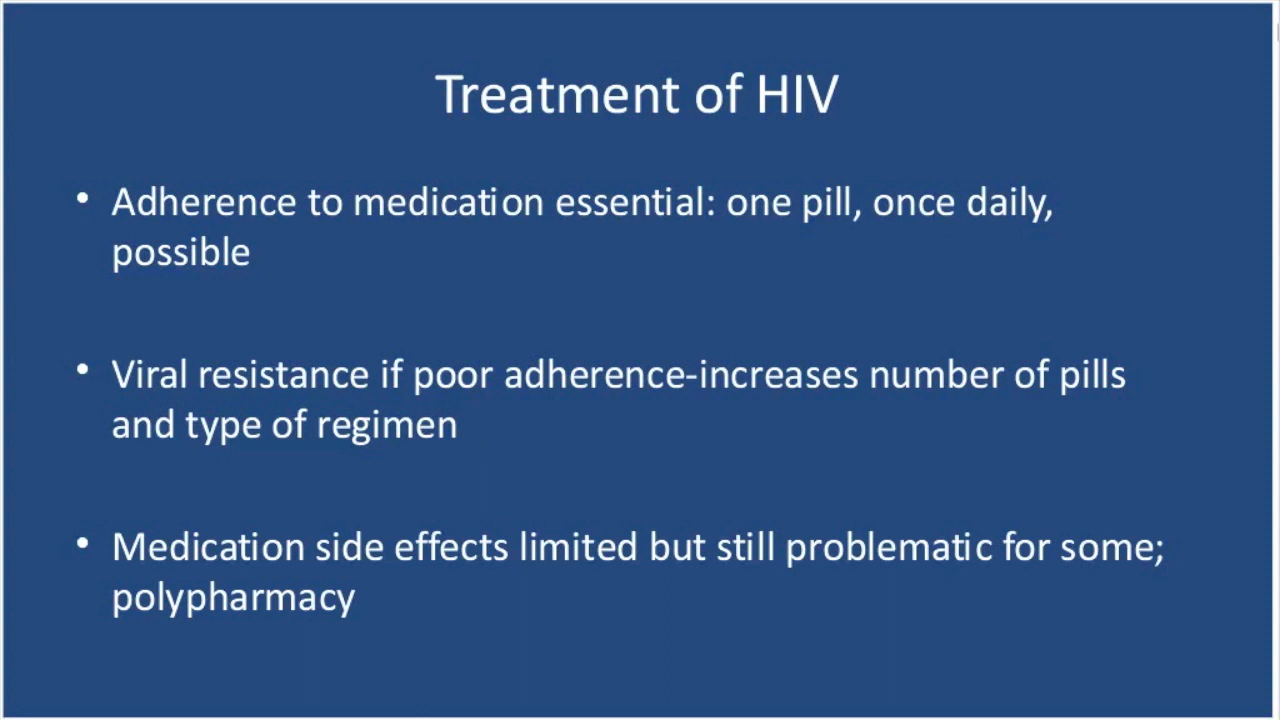 Treatment of HIV
• Adherence to medication essential: one pill, once daily,
possible
• Viral resistance if poor adherence-increases number of pills
and type of regimen
• Medication side effects limited but still problematic for some;
polypharmacy